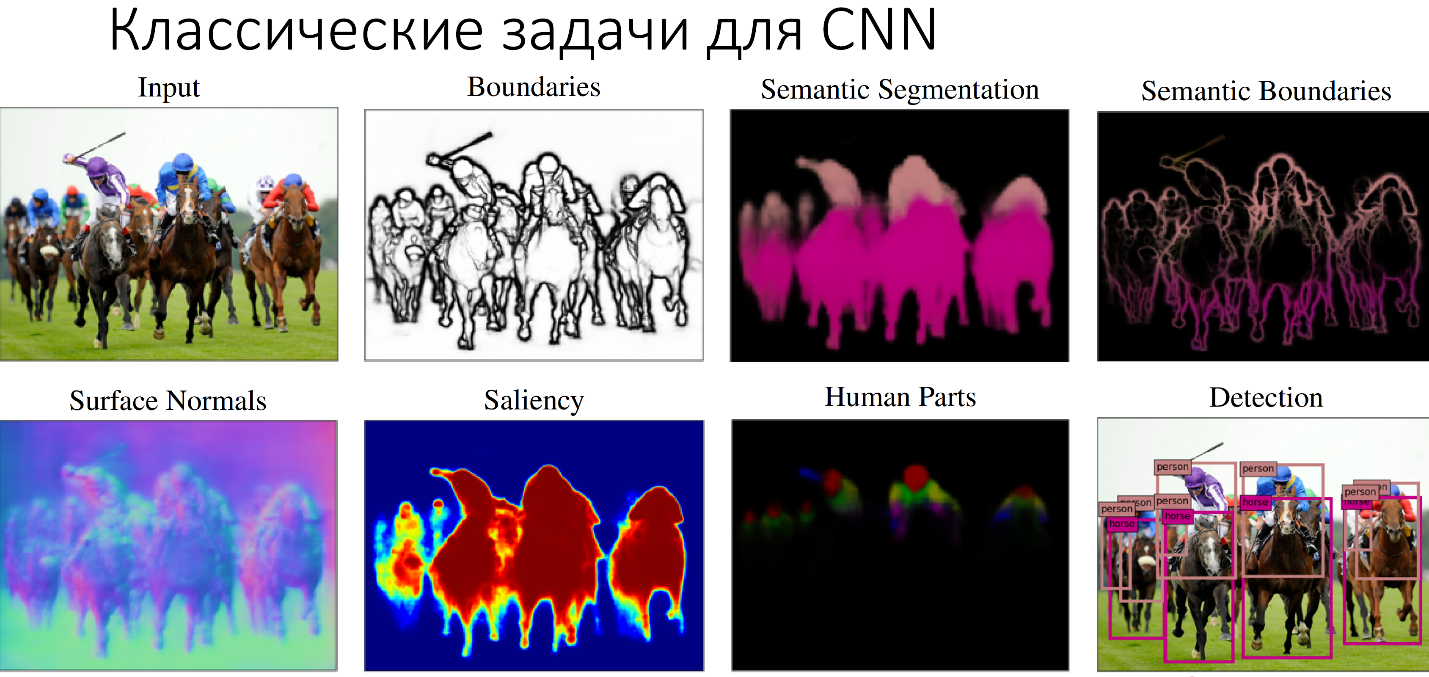 Классические задачи для CNN
Input
Boundaries
Semantic Segmentation
Semantic Boundaries
Surface Normals
Saliency
Human Parts
Detection
person
person
person
person
person
horse
horse
horse